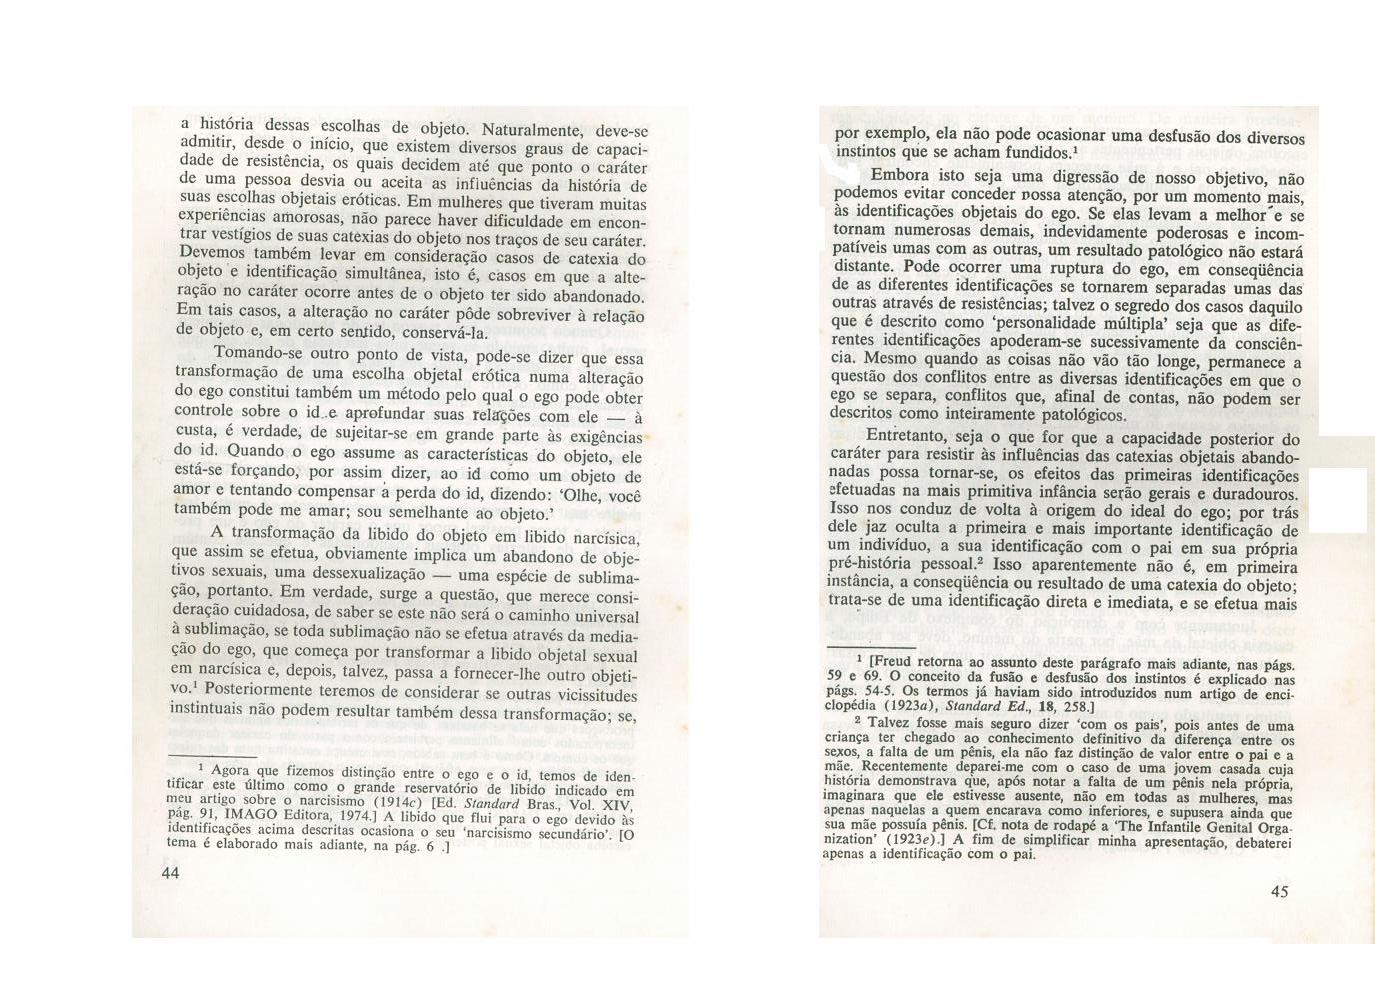 a história dessas escolhas de objeto. Naturalmente, deve-se
admitir, desde o início, que existem diversos graus de capaci-
dade de resistência, os quais decidem até que ponto o caráter
de uma pessoa desvia ou aceita as influências da história de
suas escolhas objetais eróticas. Em mulheres que tiveram muitas
experiências amorosas, não parece haver dificuldade em encon-
trar vestígios de suas catexias do objeto nos traços de seu caráter.
Devemos também levar em consideração casos de catexia do
objeto e identificação simultânea, isto é, casos em que a alte-
ração no caráter ocorre antes de o objeto ter sido abandonado.
Em tais casos, a alteração no caráter pôde sobreviver à relação
de objeto e, em certo sentido, conservá-la.
Tomando-se outro ponto de vista, pode-se dizer que essa
transformação de uma escolha objetal erótica numa alteração
do ego constitui também um método pelo qual o ego pode obter
controle sobre o id e aprofundar suas relações com ele — à
custa, é verdade, de sujeitar-se em grande parte às exigências
do id. Quando o ego assume as características do objeto, ele
está-se forçando, por assim dizer, ao id como um objeto de
amor e tentando compensar a perda do id, dizendo: ‘Olhe, você
também pode me amar; sou semelhante ao objeto.’
A transformação da libido do objeto em libido narcísica,
que assim se efetua, obviamente implica um abandono de obje-
tivos sexuais, uma dessexualização — uma espécie de sublima-
ção, portanto. Em verdade, surge a questão, que merece consi-
deração cuidadosa, de saber se este não será o caminho universal
à sublimação, se toda sublimação não se efetua através da media-
ção do ego, que começa por transformar a libido objetal sexual
em narcísica e, depois, talvez, passa a fornecer-lhe outro objeti-
vo.¹ Posteriormente teremos de considerar se outras vicissitudes
instintuais não podem resultar também dessa transformação; se,
¹ Agora que fizemos distinção entre o ego e o id, temos de iden-
tificar este último como o grande reservatório de libido indicado em
meu artigo sobre o narcisismo (1914c) [Ed. Standard Bras., Vol. XIV,
pág. 91, IMAGO Editora, 1974.] A libido que flui para o ego devido às
identificações acima descritas ocasiona o seu ‘narcisismo secundário’. [O
tema é elaborado mais adiante, na pág. 6 .]
44
por exemplo, ela não pode ocasionar uma desfusão dos diversos
instintos que se acham fundidos.¹
Embora isto seja uma digressão de nosso objetivo, não
podemos evitar conceder nossa atenção, por um momento mais,
às identificações objetais do ego. Se elas levam a melhor e se
tornam numerosas demais, indevidamente poderosas e incom-
patíveis umas com as outras, um resultado patológico não estará
distante. Pode ocorrer uma ruptura do ego, em conseqüência
de as diferentes identificações se tornarem separadas umas das
outras através de resistências; talvez o segredo dos casos daquilo
que é descrito como ‘personalidade múltipla’ seja que as dife-
rentes identificações apoderam-se sucessivamente da consciên-
cia. Mesmo quando as coisas não vão tão longe, permanece a
questão dos conflitos entre as diversas identificações em que o
ego se separa, conflitos que, afinal de contas, não podem ser
descritos como inteiramente patológicos.
Entretanto, seja o que for que a capacidade posterior do
caráter para resistir às influências das catexias objetais abando-
nadas possa tornar-se, os efeitos das primeiras identificações
efetuadas na mais primitiva infância serão gerais e duradouros.
Isso nos conduz de volta à origem do ideal do ego; por trás
dele jaz oculta a primeira e mais importante identificação de
um indivíduo, a sua identificação com o pai em sua própria
pré-história pessoal.² Isso aparentemente não é, em primeira
instância, a conseqüência ou resultado de uma catexia do objeto;
trata-se de uma identificação direta e imediata, e se efetua mais
¹ [Freud retorna ao assunto deste parágrafo mais adiante, nas págs.
59 e 69. O conceito da fusão e desfusão dos instintos é explicado nas
págs. 54-5. Os termos já haviam sido introduzidos num artigo de enci-
clopédia (1923a), Standard Ed., 18, 258.]
² Talvez fosse mais seguro dizer ‘com os pais’, pois antes de uma
criança ter chegado ao conhecimento definitivo da diferença entre os
sexos, a falta de um pênis, ela não faz distinção de valor entre o pai e a
mãe. Recentemente deparei-me com o caso de uma jovem casada cuja
história demonstrava que, após notar a falta de um pênis nela própria,
imaginara que ele estivesse ausente, não em todas as mulheres, mas
apenas naquelas a quem encarava como inferiores, e supusera ainda que
sua mãe possuía pênis. [Cf. nota de rodapé a ‘The Infantile Genital Orga-
nization’ (1923e).] A fim de simplificar minha apresentação, debaterei
apenas a identificação com o pai.
45